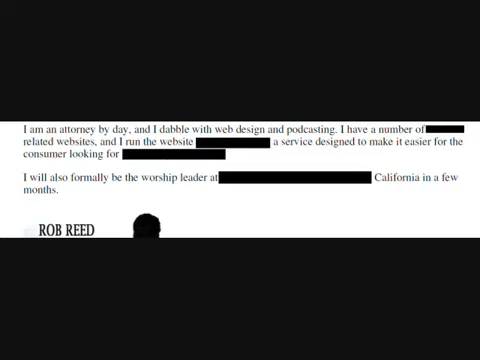 I am an attorney by day, and I dabble with web design and podcasting. I have a number of
related websites, and I run the website a service designed to make it easier for the
consumer looking for
I will also formally be the worship leader at California in a few
months.
ROB REED